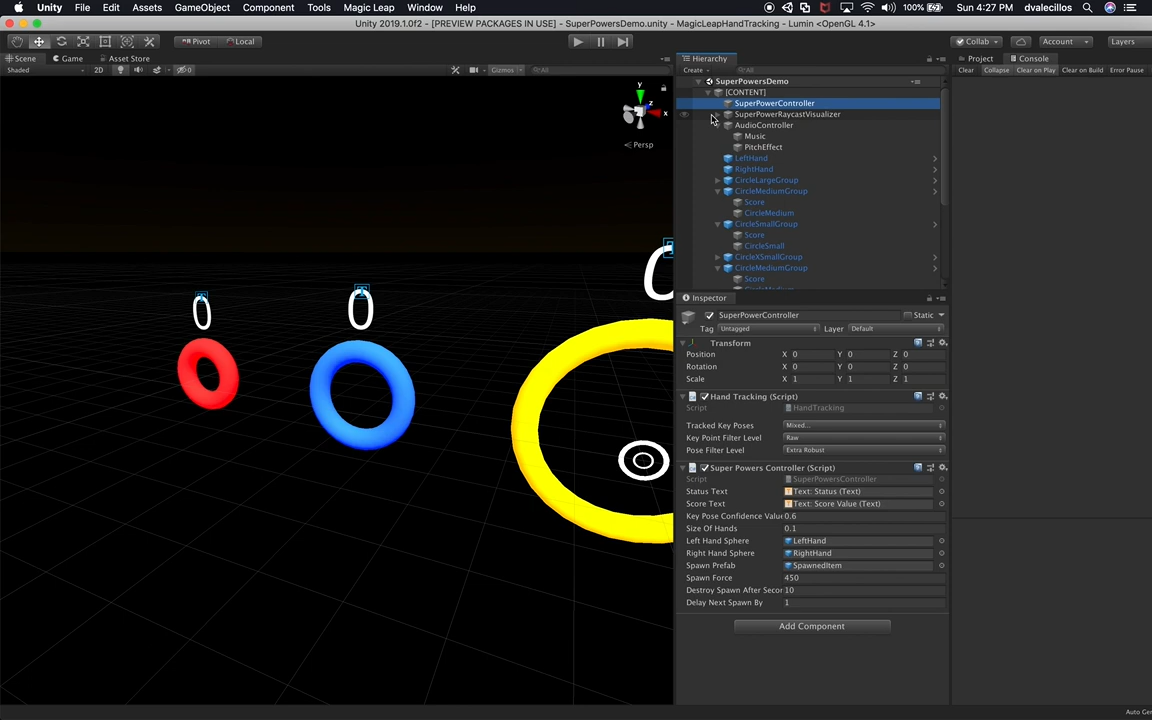 Unity File Edit Assets GameObject Component Tools Magic Leap Window Help 100% Sun 4:27 PM dvalecillos
Unity 2019.1.0f2 - [PREVIEW PACKAGES IN USE] - SuperPowersDemo.unity - MagicLeapHandTracking - Lumin <OpenGL 4.1>
Pivot Local Collab Account Layers
Scene Game Asset Store Hierarchy Project Console
Shaded 2D 0 Gizmos All Create All Clear Collapse Clear on Play Clear on Build Error Pause
SuperPowersDemo
[CONTENT]
SuperPowerController
SuperPowerRaycastVisualizer
AudioController
Music
PitchEffect
LeftHand
RightHand
CircleLargeGroup
CircleMediumGroup
Score
CircleMedium
CircleSmallGroup
Score
CircleSmall
CircleXSmallGroup
CircleMediumGroup
Score
y
z
x
Persp
0
0
0
Inspector
SuperPowerController Static
Tag Untagged Layer Default
Transform
Position X 0 Y 0 Z 0
Rotation X 0 Y 0 Z 0
Scale X 1 Y 1 Z 1
Hand Tracking (Script)
Script HandTracking
Tracked Key Poses Mixed...
Key Point Filter Level Raw
Pose Filter Level Extra Robust
Super Powers Controller (Script)
Script SuperPowersController
Status Text Text: Status (Text)
Score Text Text: Score Value (Text)
Key Pose Confidence Value 0.6
Size Of Hands 0.1
Left Hand Sphere LeftHand
Right Hand Sphere RightHand
Spawn Prefab SpawnedItem
Spawn Force 450
Destroy Spawn After Secor 10
Delay Next Spawn By 1
Add Component
Auto Gen